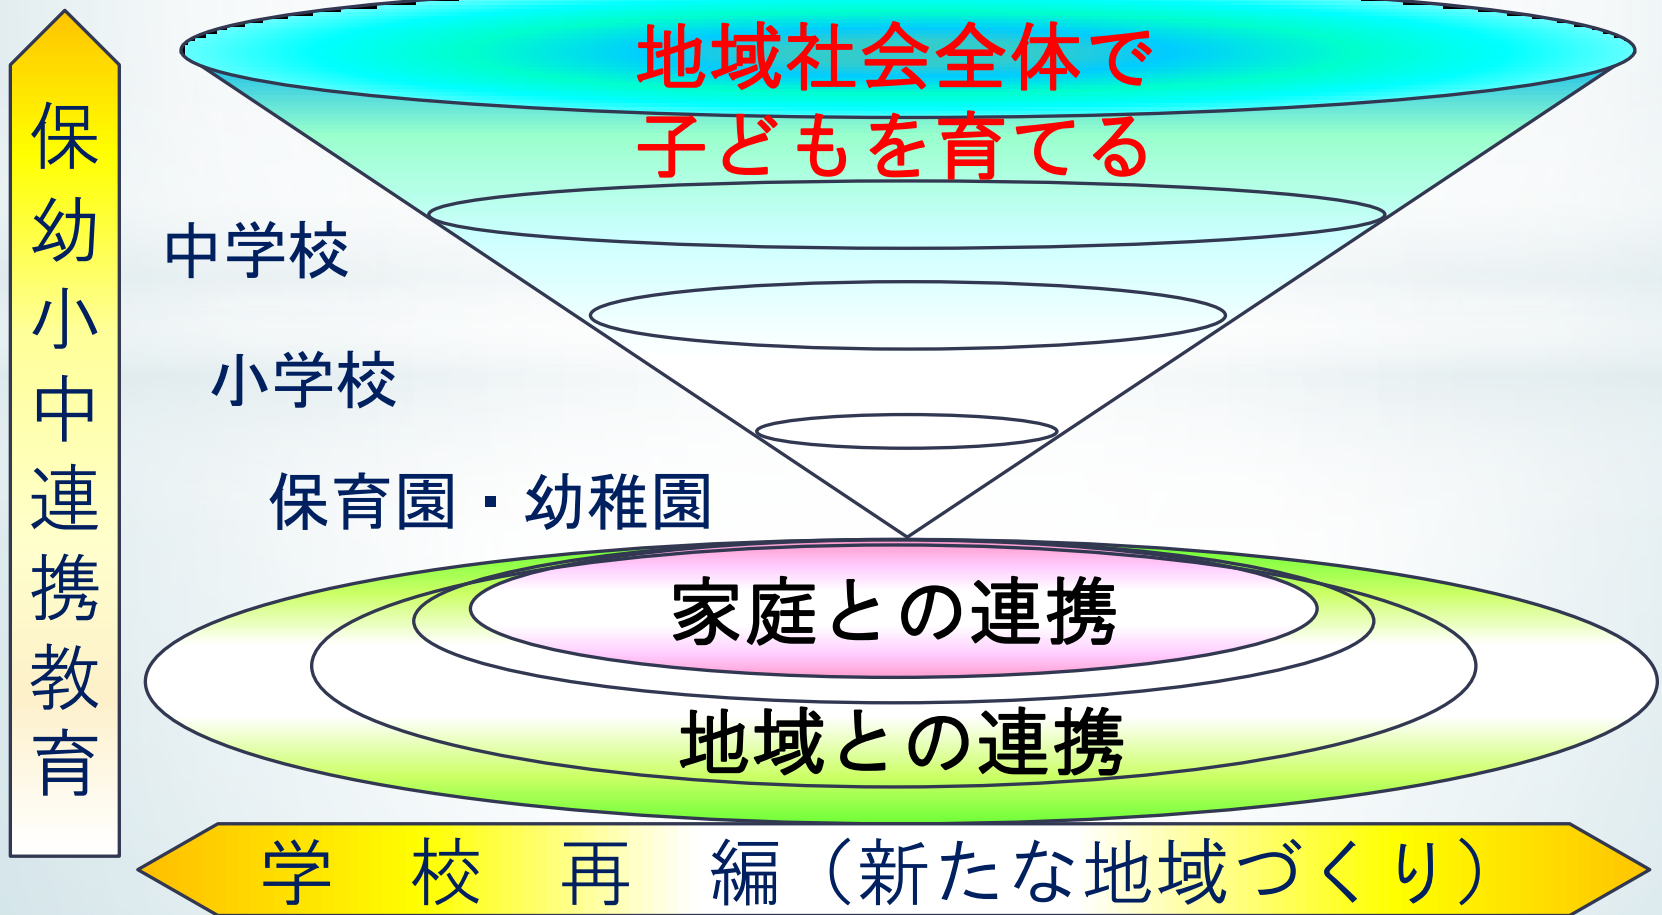 地域社会全体で
子どもを育てる
保幼小中連携教育
中学校
小学校
保育園・幼稚園
家庭との連携
地域との連携
学校再編（新たな地域づくり）